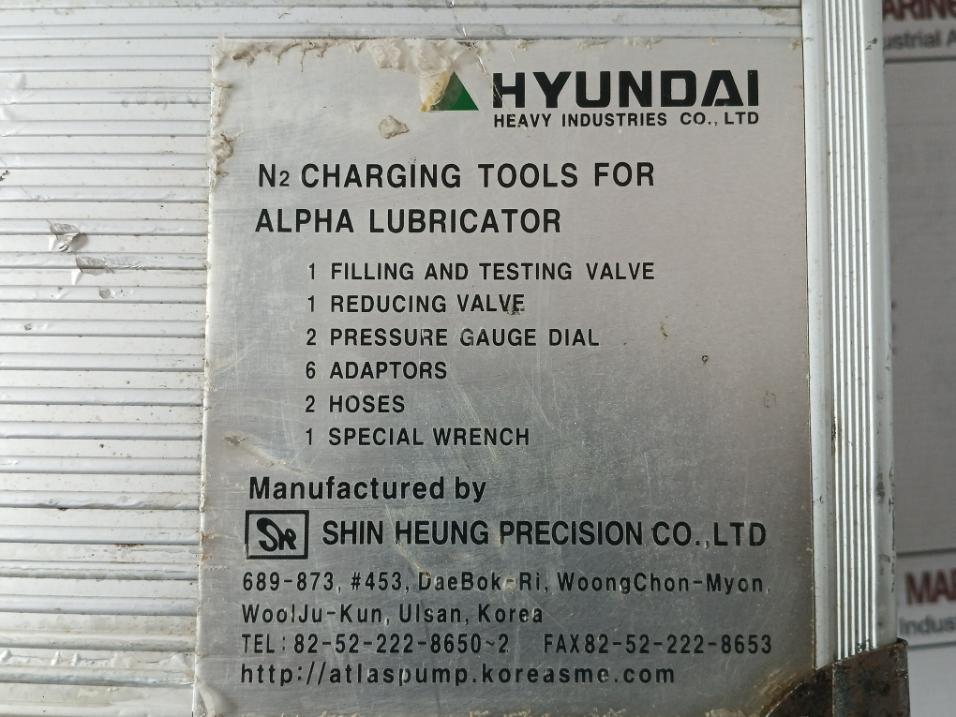 HYUNDAI
HEAVY INDUSTRIES CO., LTD
N2 CHARGING TOOLS FOR
ALPHA LUBRICATOR
1 FILLING AND TESTING VALVE
1 REDUCING VALVE
2 PRESSURE GAUGE DIAL
6 ADAPTORS
2 HOSES
1 SPECIAL WRENCH
Manufactured by
SHIN HEUNG PRECISION CO., LTD
689-873, #453, DaeBok-Ri, WoongChon-Myon,
WoolJu-Kun, Ulsan, Korea
TEL: 82-52-222-8650~2 FAX82-52-222-8653
http://atlaspump.koreasme.com